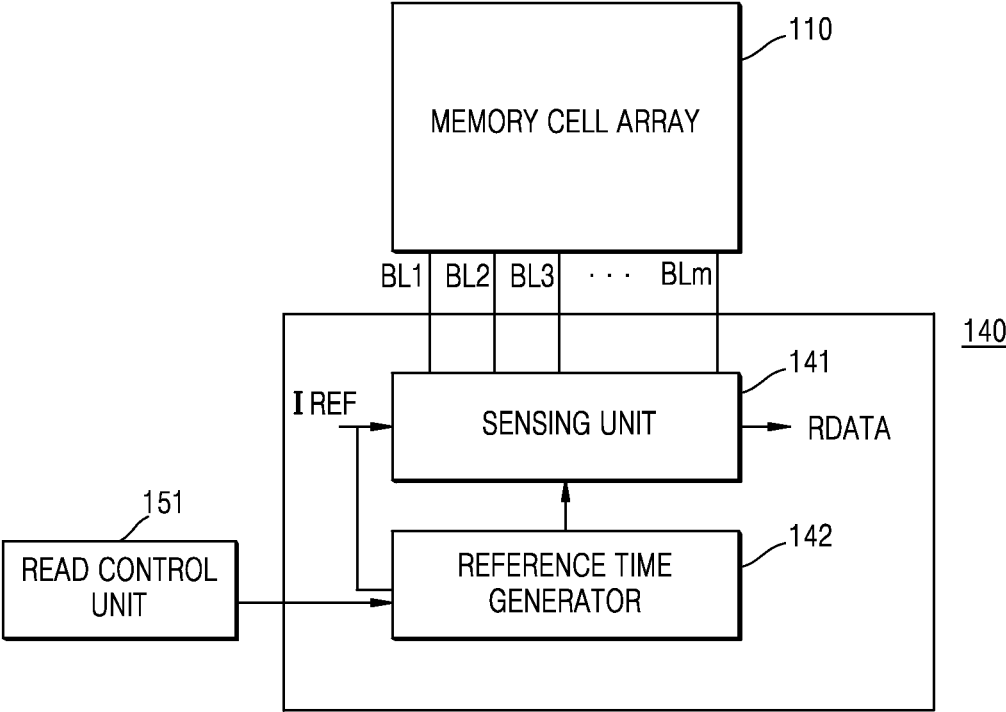 110
MEMORY CELL ARRAY
BL1 BL2 BL3 ··· BLm
140
141
I REF
SENSING UNIT
RDATA
151
142
READ CONTROL
UNIT
REFERENCE TIME
GENERATOR